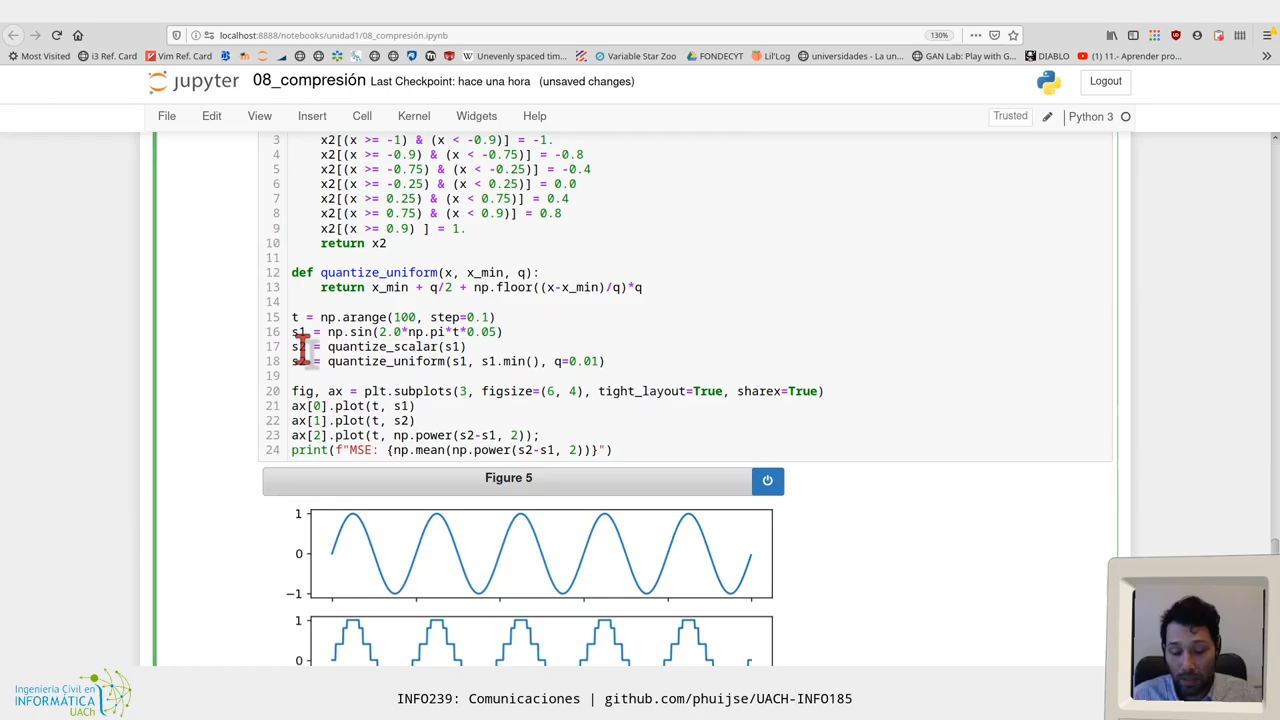 localhost:8888/notebooks/unidad1/08_compresión.ipynb
130%
Most Visited
i3 Ref. Card
Vim Ref. Card
Unevenly spaced tim…
Variable Star Zoo
FONDECYT
Lil'Log
universidades - La un…
GAN Lab: Play with G…
DIABLO
(1) 11.- Aprender pro…
jupyter 08_compresión Last Checkpoint: hace una hora (unsaved changes)
Logout
File Edit View Insert Cell Kernel Widgets Help
Trusted
Python 3
3 x2[(x >= -1) & (x < -0.9)] = -1.
4 x2[(x >= -0.9) & (x < -0.75)] = -0.8
5 x2[(x >= -0.75) & (x < -0.25)] = -0.4
6 x2[(x >= -0.25) & (x < 0.25)] = 0.0
7 x2[(x >= 0.25) & (x < 0.75)] = 0.4
8 x2[(x >= 0.75) & (x < 0.9)] = 0.8
9 x2[(x >= 0.9) ] = 1.
10 return x2
11
12 def quantize_uniform(x, x_min, q):
13 return x_min + q/2 + np.floor((x-x_min)/q)*q
14
15 t = np.arange(100, step=0.1)
16 s1 = np.sin(2.0*np.pi*t*0.05)
17 s2 = quantize_scalar(s1)
18 = quantize_uniform(s1, s1.min(), q=0.01)
19
20 fig, ax = plt.subplots(3, figsize=(6, 4), tight_layout=True, sharex=True)
21 ax[0].plot(t, s1)
22 ax[1].plot(t, s2)
23 ax[2].plot(t, np.power(s2-s1, 2));
24 print(f"MSE: {np.mean(np.power(s2-s1, 2))}")
Figure 5
1
0
−1
1
0
Ingeniería Civil en
INFORMÁTICA
UACh
INFO239: Comunicaciones | github.com/phuijse/UACH-INFO185